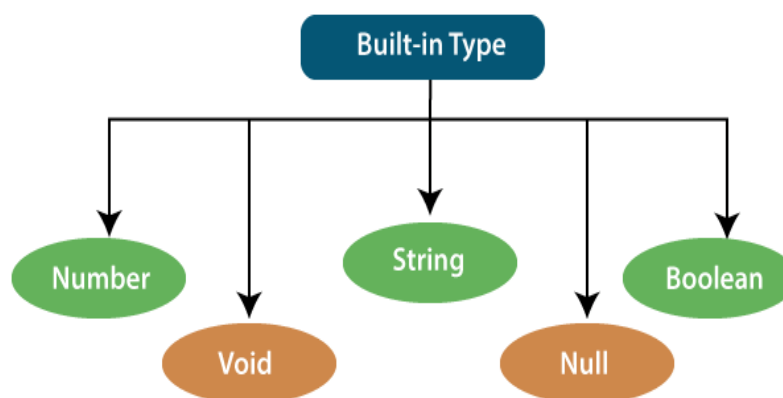 Built-in Type
Number
String
Boolean
Void
Null